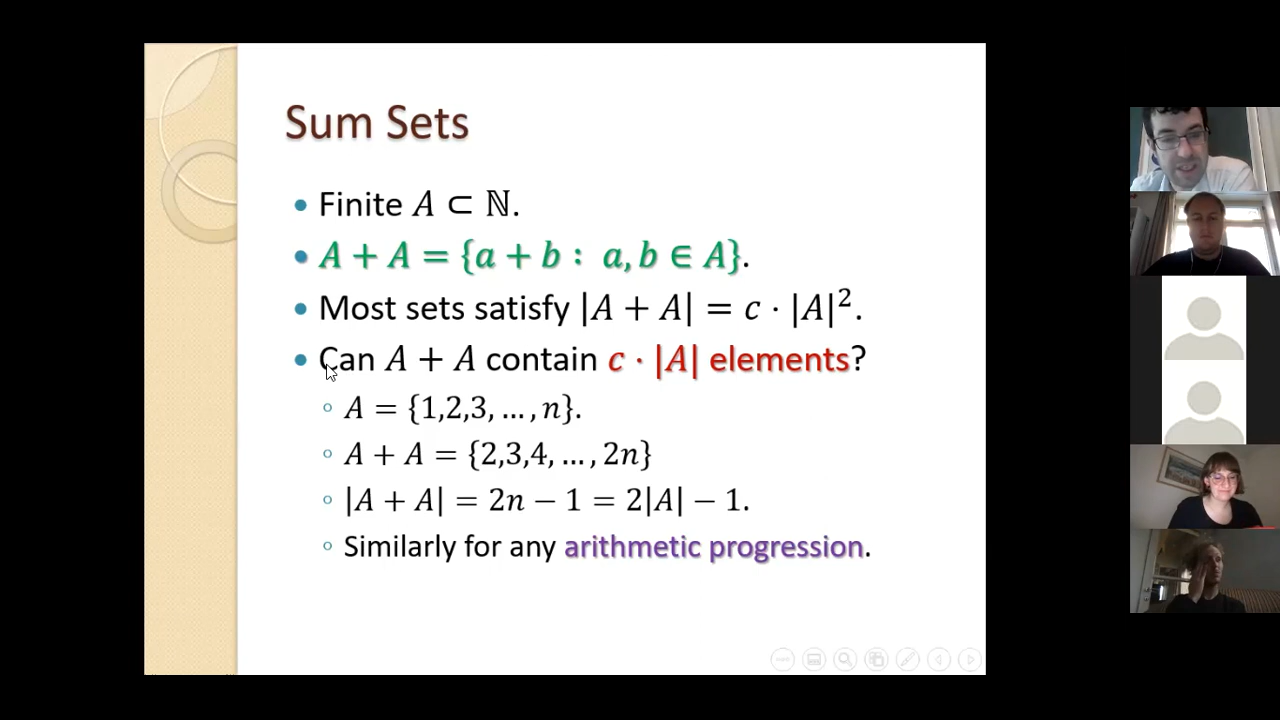 Sum Sets
Finite A ⊂ ℕ.
A + A = {a + b : a, b ∈ A}.
Most sets satisfy |A + A| = c · |A|².
Can A + A contain c · |A| elements?
A = {1,2,3, … , n}.
A + A = {2,3,4, … , 2n}
|A + A| = 2n − 1 = 2|A| − 1.
Similarly for any arithmetic progression.